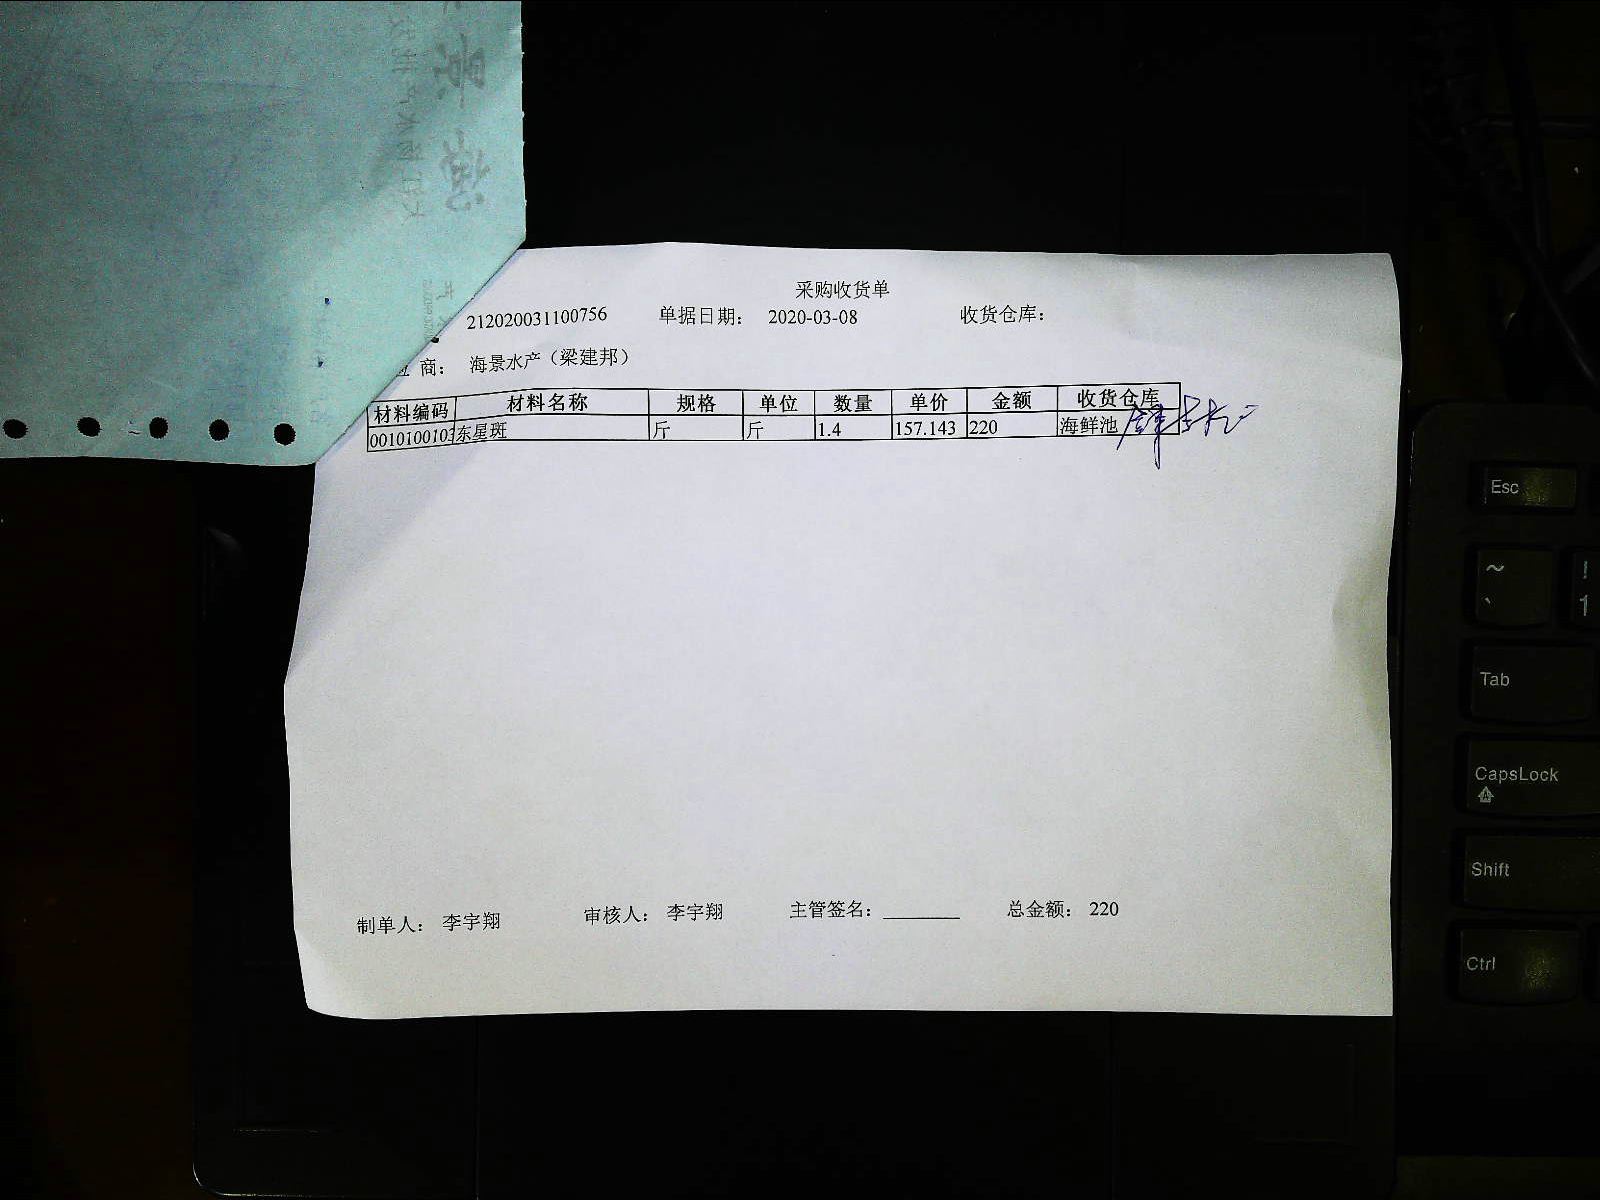 采购收货单
212020031100756 单据日期: 2020-03-08 收货仓库:
应 商: 海景水产(梁建邦)
材料编码 材料名称 规格 单位 数量 单价 金额 收货仓库
0010100103 东星斑 斤 斤 1.4 157.143 220 海鲜池
制单人: 李宇翔 审核人: 李宇翔 主管签名: 总金额: 220
Esc
~ !
` 1
Tab
CapsLock
Shift
Ctrl